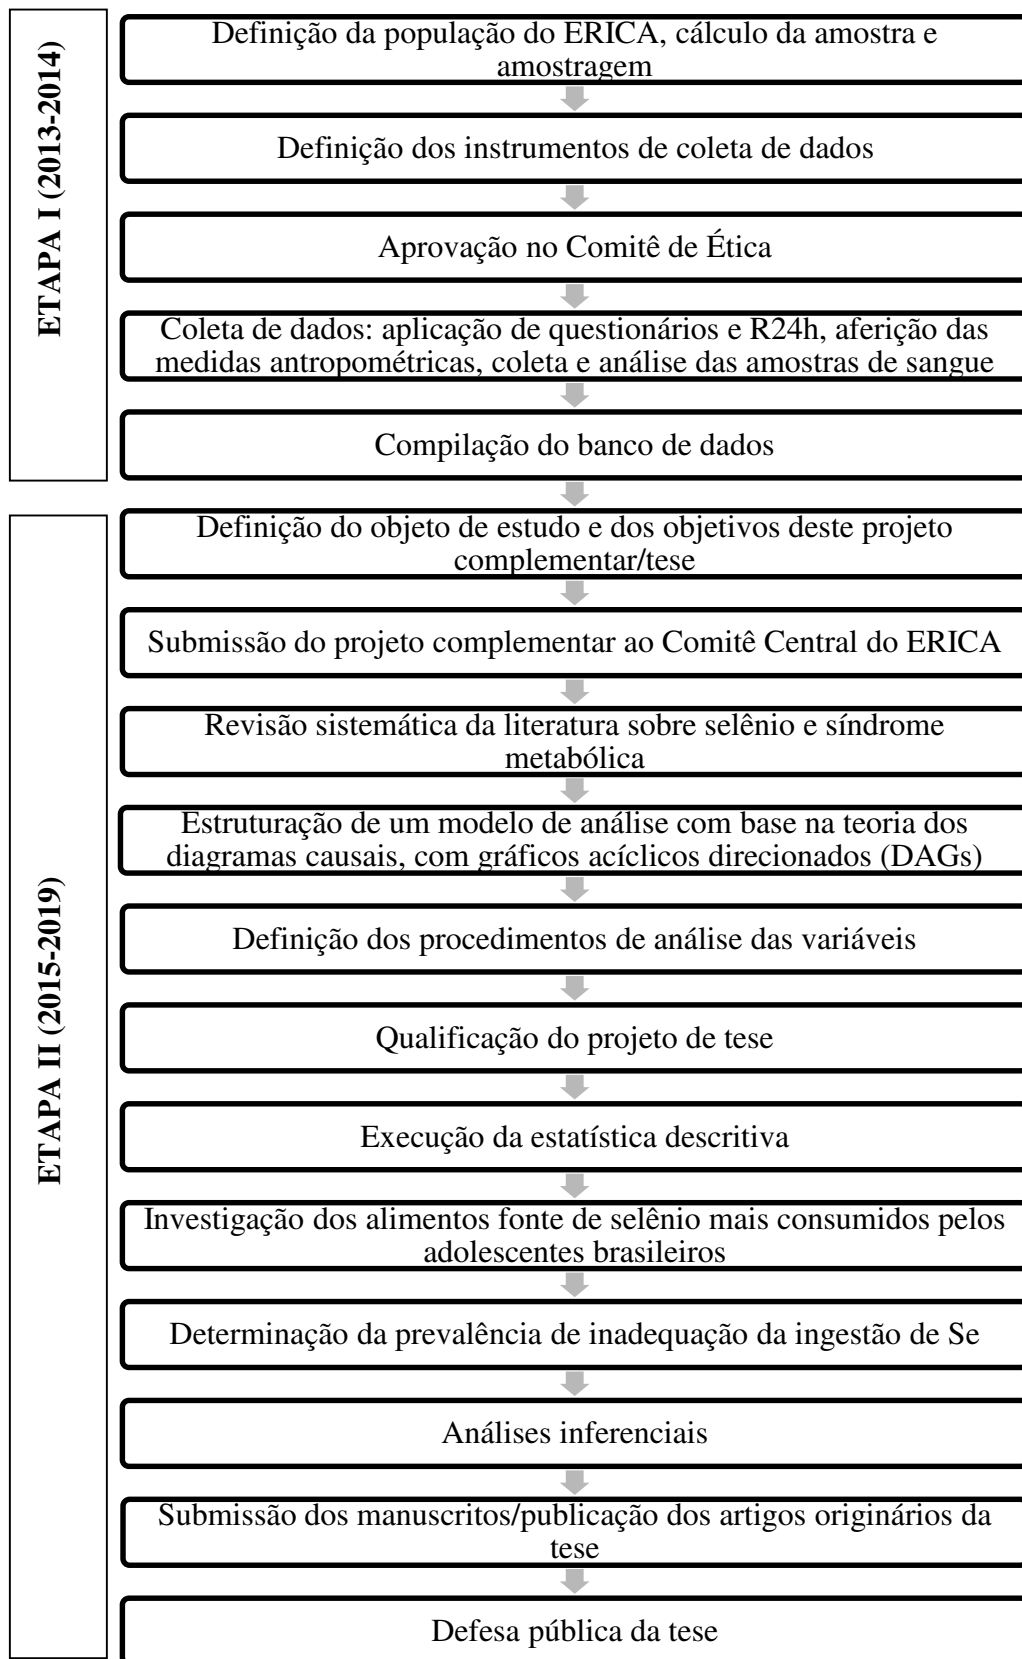 ETAPA I (2013-2014)
Definição da população do ERICA, cálculo da amostra e
amostragem
Definição dos instrumentos de coleta de dados
Aprovação no Comitê de Ética
Coleta de dados: aplicação de questionários e R24h, aferição das
medidas antropométricas, coleta e análise das amostras de sangue
Compilação do banco de dados
ETAPA II (2015-2019)
Definição do objeto de estudo e dos objetivos deste projeto
complementar/tese
Submissão do projeto complementar ao Comitê Central do ERICA
Revisão sistemática da literatura sobre selênio e síndrome
metabólica
Estruturação de um modelo de análise com base na teoria dos
diagramas causais, com gráficos acíclicos direcionados (DAGs)
Definição dos procedimentos de análise das variáveis
Qualificação do projeto de tese
Execução da estatística descritiva
Investigação dos alimentos fonte de selênio mais consumidos pelos
adolescentes brasileiros
Determinação da prevalência de inadequação da ingestão de Se
Análises inferenciais
Submissão dos manuscritos/publicação dos artigos originários da
tese
Defesa pública da tese